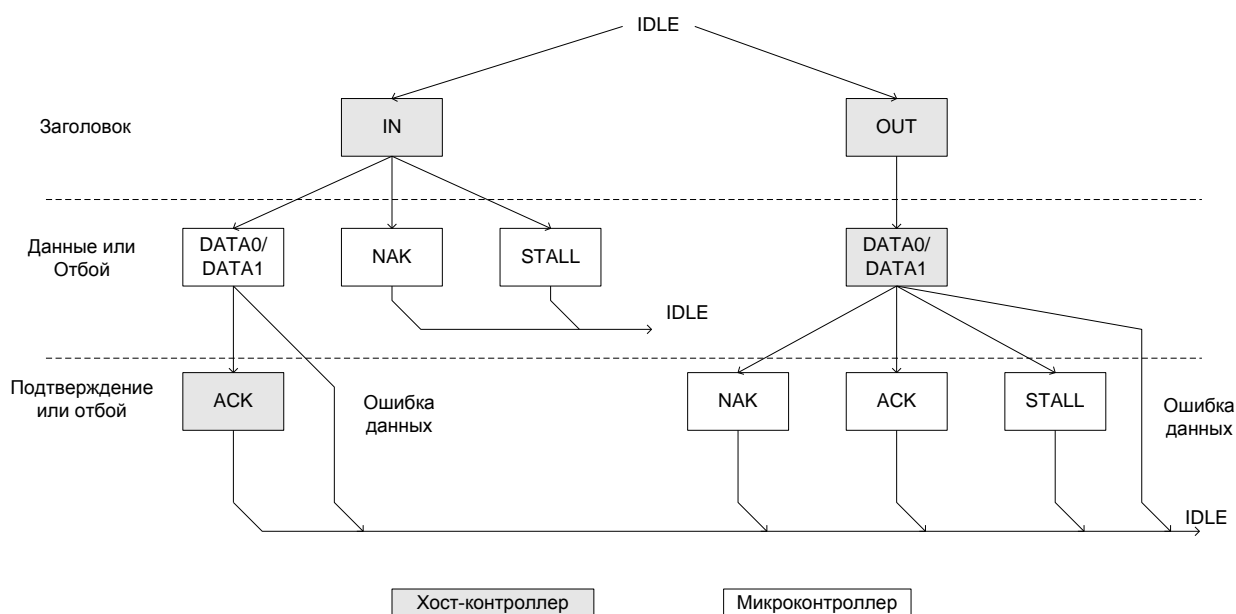 IDLE
Заголовок
IN
OUT
Данные или
Отбой
DATA0/
DATA1
NAK
STALL
DATA0/
DATA1
IDLE
Подтверждение
или отбой
ACK
Ошибка
данных
NAK
ACK
STALL
Ошибка
данных
IDLE
Хост-контроллер
Микроконтроллер